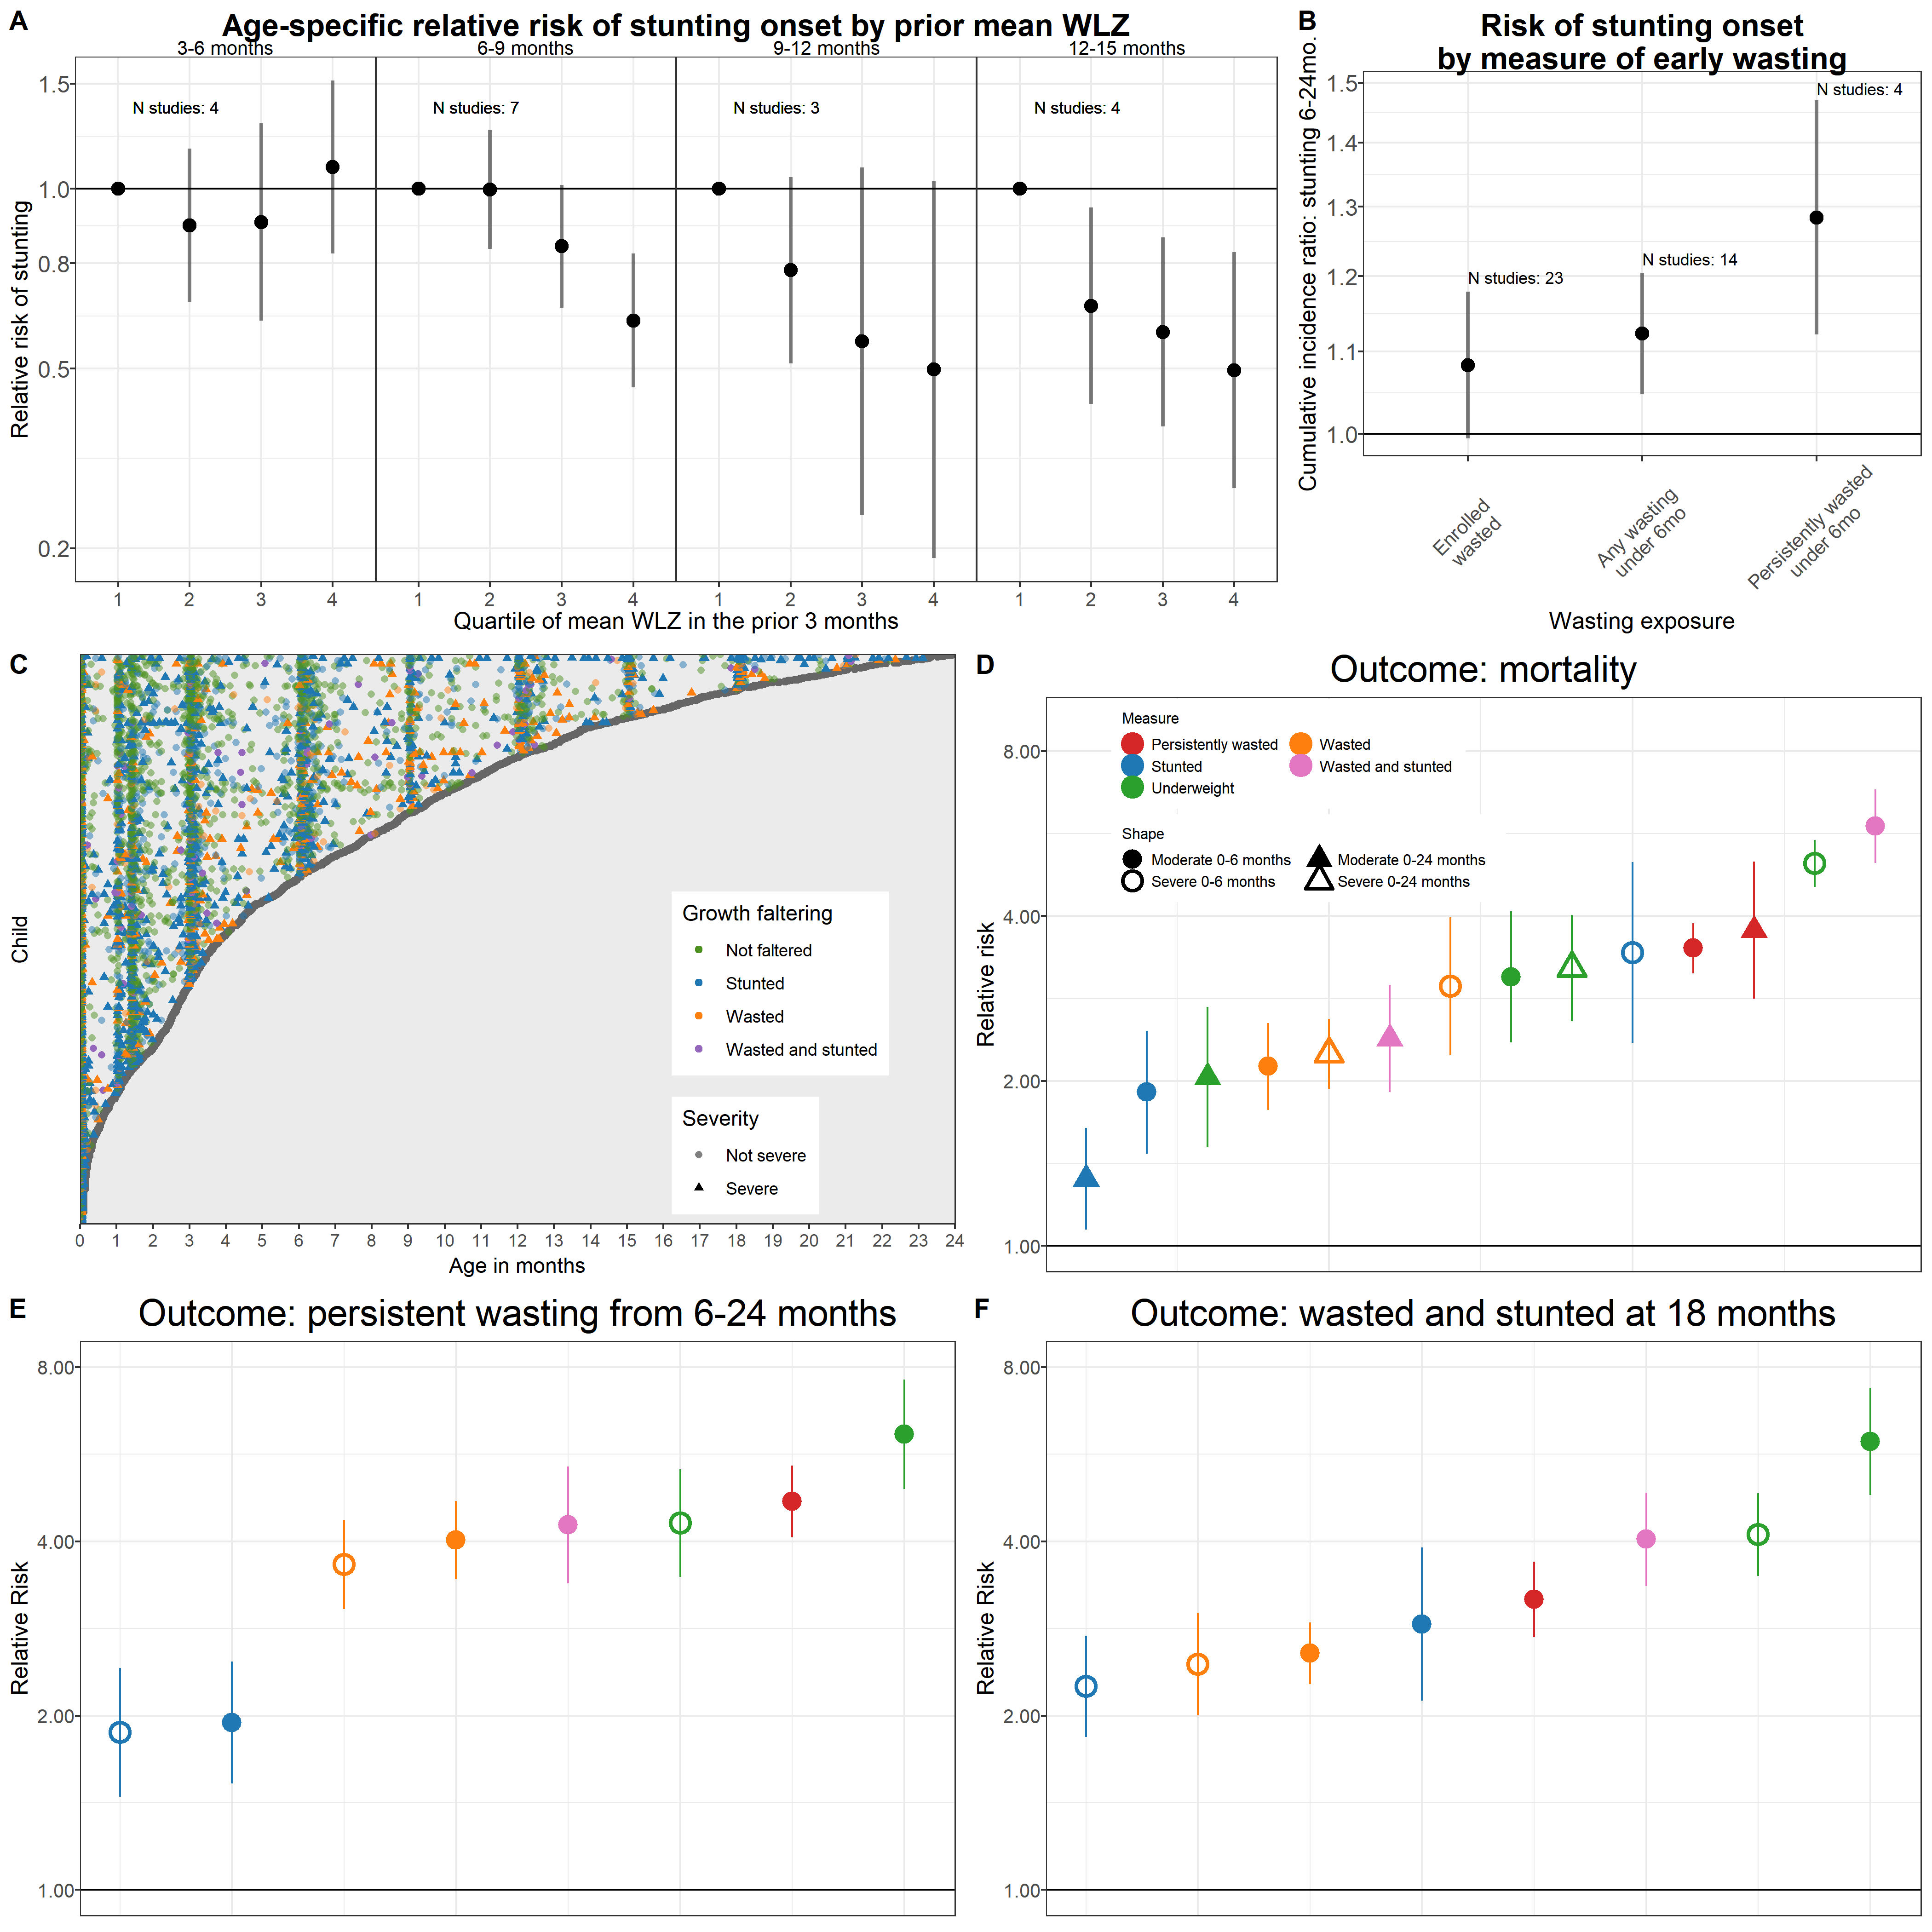 A
Age-specific relative risk of stunting onset by prior mean WLZ
3-6 months
6-9 months
9-12 months
12-15 months
N studies: 4
N studies: 7
N studies: 3
N studies: 4
1.5
1.0
0.8
0.5
0.2
Relative risk of stunting
1 2 3 4 1 2 3 4 1 2 3 4 1 2 3 4
Quartile of mean WLZ in the prior 3 months
B
Risk of stunting onset
by measure of early wasting
Cumulative incidence ratio: stunting 6-24mo.
1.5
1.4
1.3
1.2
1.1
1.0
N studies: 23
N studies: 14
N studies: 4
Enrolled
wasted
Any wasting
under 6mo
Persistently wasted
under 6mo
Wasting exposure
C
Child
Growth faltering
Not faltered
Stunted
Wasted
Wasted and stunted
Severity
Not severe
Severe
0 1 2 3 4 5 6 7 8 9 10 11 12 13 14 15 16 17 18 19 20 21 22 23 24
Age in months
D
Outcome: mortality
Measure
Persistently wasted
Wasted
Stunted
Wasted and stunted
Underweight
Shape
Moderate 0-6 months
Moderate 0-24 months
Severe 0-6 months
Severe 0-24 months
8.00
4.00
2.00
1.00
Relative risk
E
Outcome: persistent wasting from 6-24 months
8.00
4.00
2.00
1.00
Relative Risk
F
Outcome: wasted and stunted at 18 months
8.00
4.00
2.00
1.00
Relative Risk